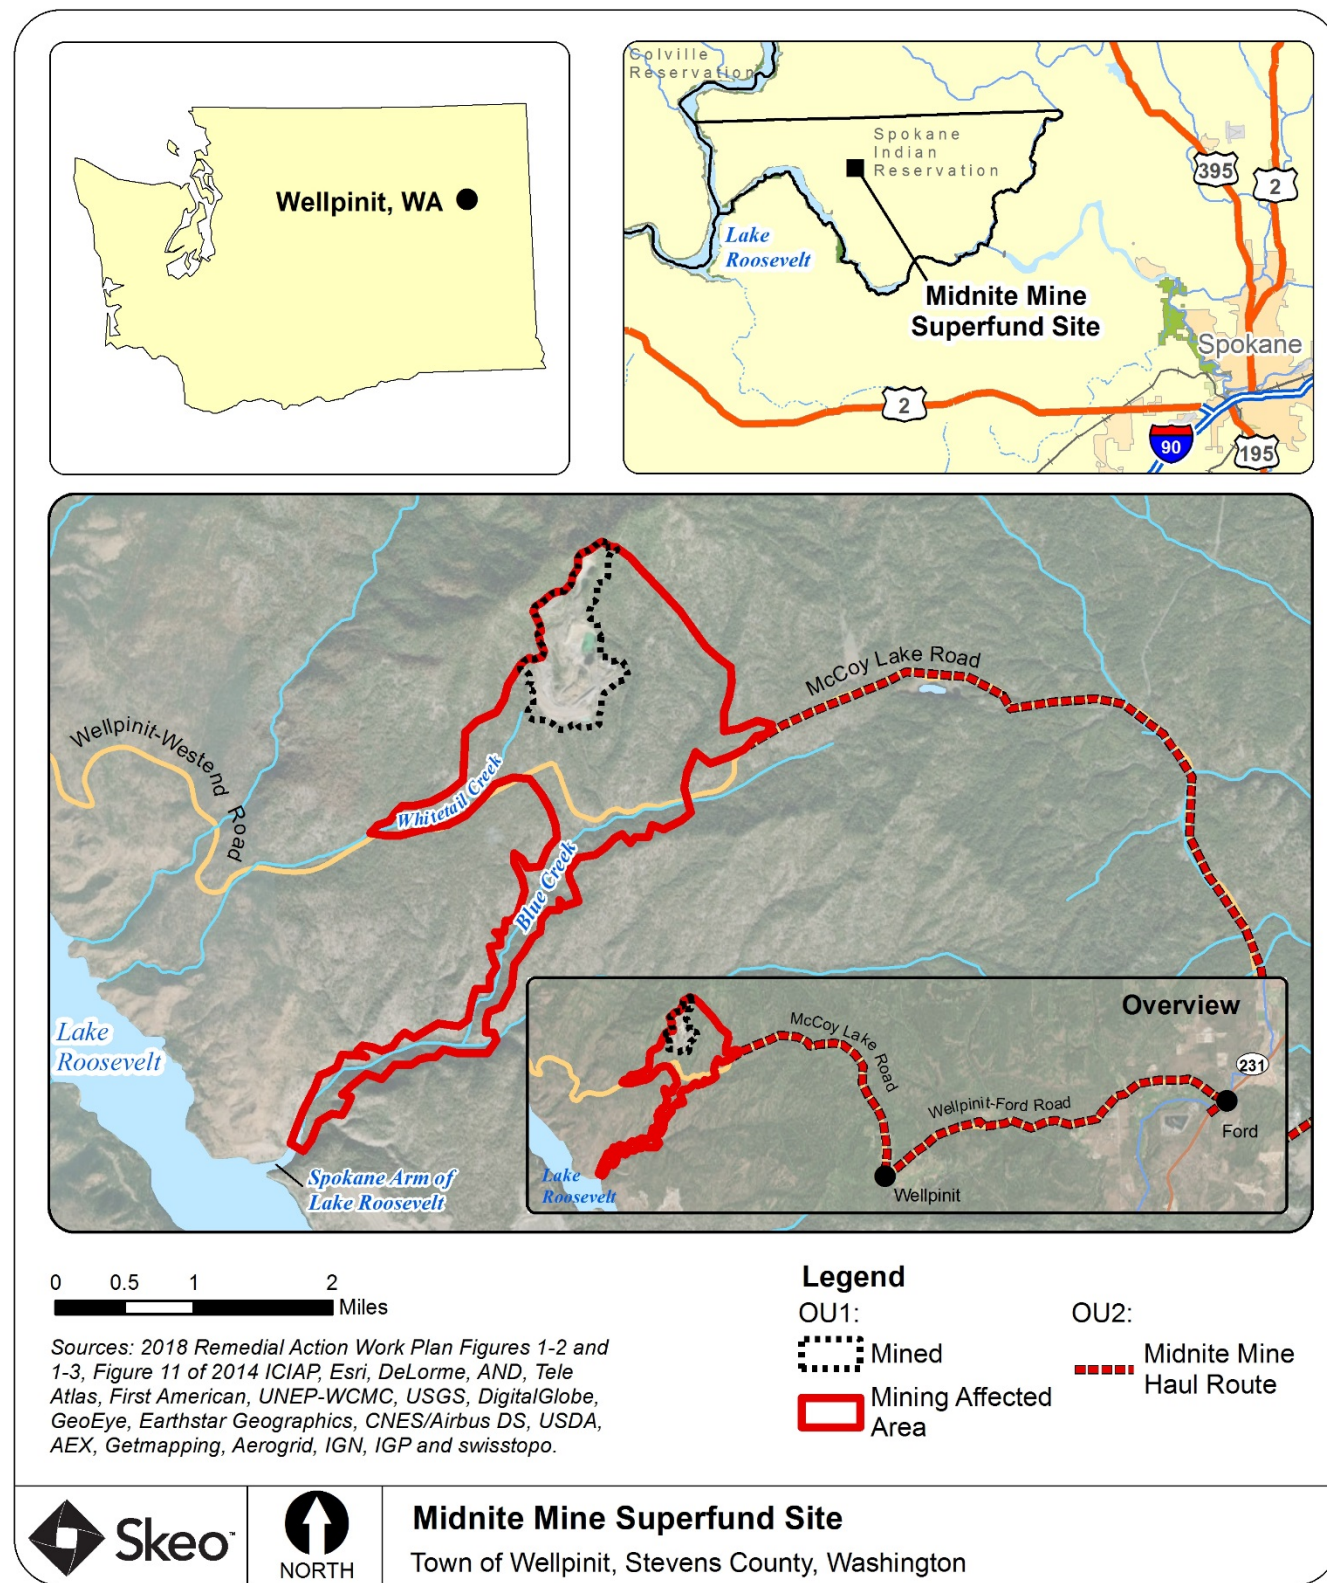 Wellpinit, WA
Colville
Reservation
Spokane
Indian
Reservation
395
2
Lake
Roosevelt
Midnite Mine
Superfund Site
Spokane
2
90
195
McCoy Lake Road
Wellpinit-Westend Road
Whitetail Creek
Blue Creek
Lake
Roosevelt
Spokane Arm of
Lake Roosevelt
Overview
McCoy Lake Road
231
Wellpinit-Ford Road
Ford
Lake
Roosevelt
Wellpinit
0 0.5 1 2
Miles
Sources: 2018 Remedial Action Work Plan Figures 1-2 and
1-3, Figure 11 of 2014 ICIAP, Esri, DeLorme, AND, Tele
Atlas, First American, UNEP-WCMC, USGS, DigitalGlobe,
GeoEye, Earthstar Geographics, CNES/Airbus DS, USDA,
AEX, Getmapping, Aerogrid, IGN, IGP and swisstopo.
Legend
OU1:
Mined
Mining Affected
Area
OU2:
Midnite Mine
Haul Route
Skeo™
NORTH
Midnite Mine Superfund Site
Town of Wellpinit, Stevens County, Washington